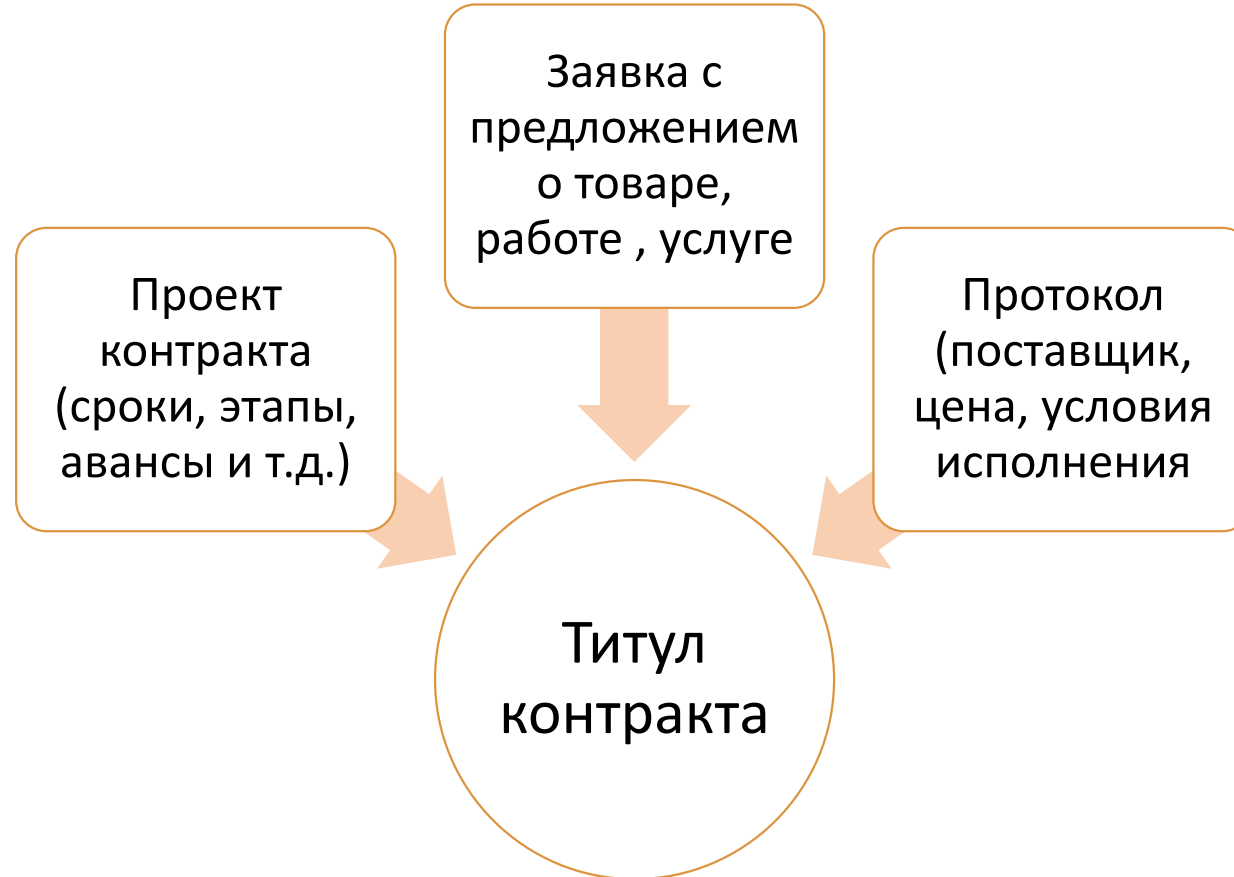 Заявка с
предложением
о товаре,
работе , услуге
Проект
контракта
(сроки, этапы,
авансы и т.д.)
Протокол
(поставщик,
цена, условия
исполнения
Титул
контракта